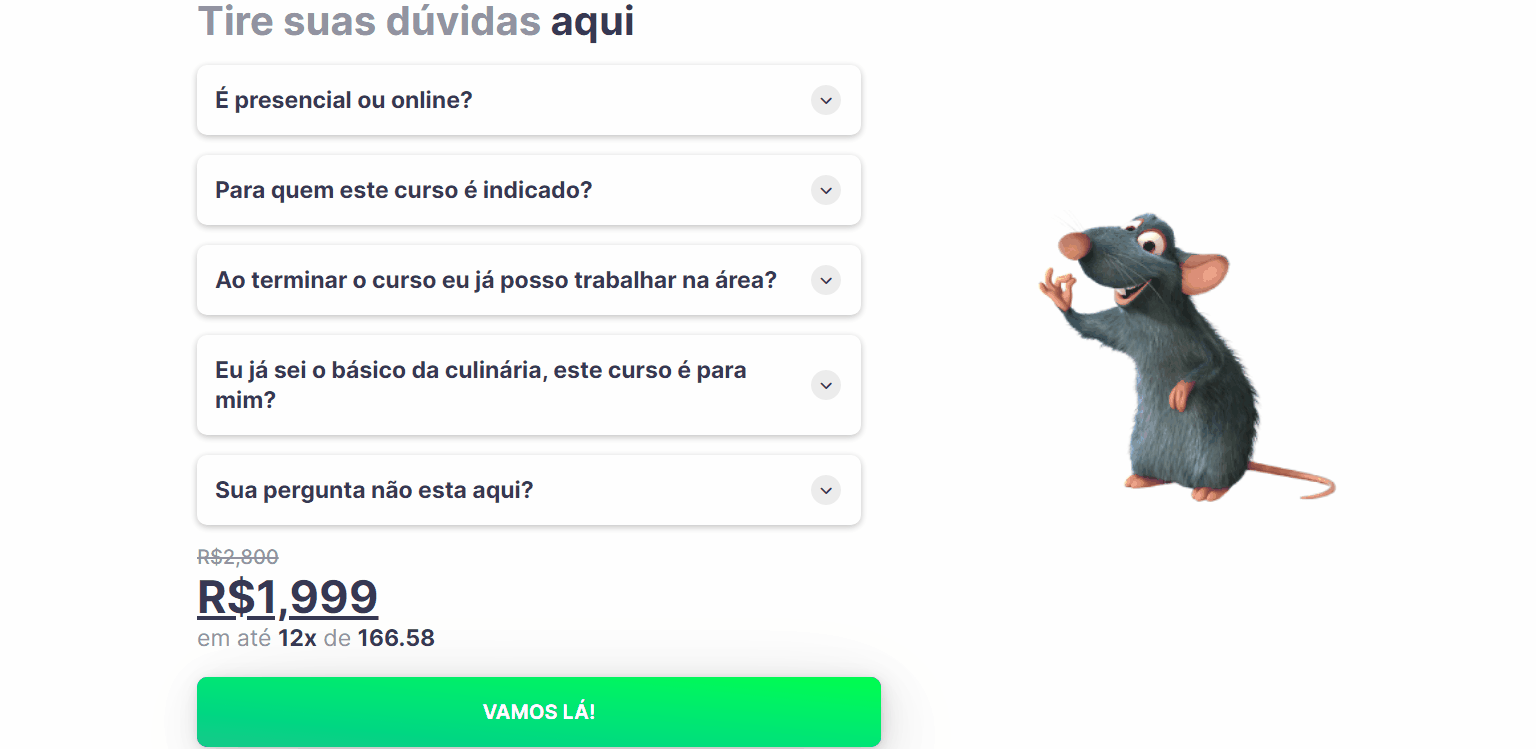 Tire suas dúvidas aqui
É presencial ou online?
Para quem este curso é indicado?
Ao terminar o curso eu já posso trabalhar na área?
Eu já sei o básico da culinária, este curso é para
mim?
Sua pergunta não esta aqui?
R$2,800
R$1,999
em até 12x de 166.58
VAMOS LÁ!